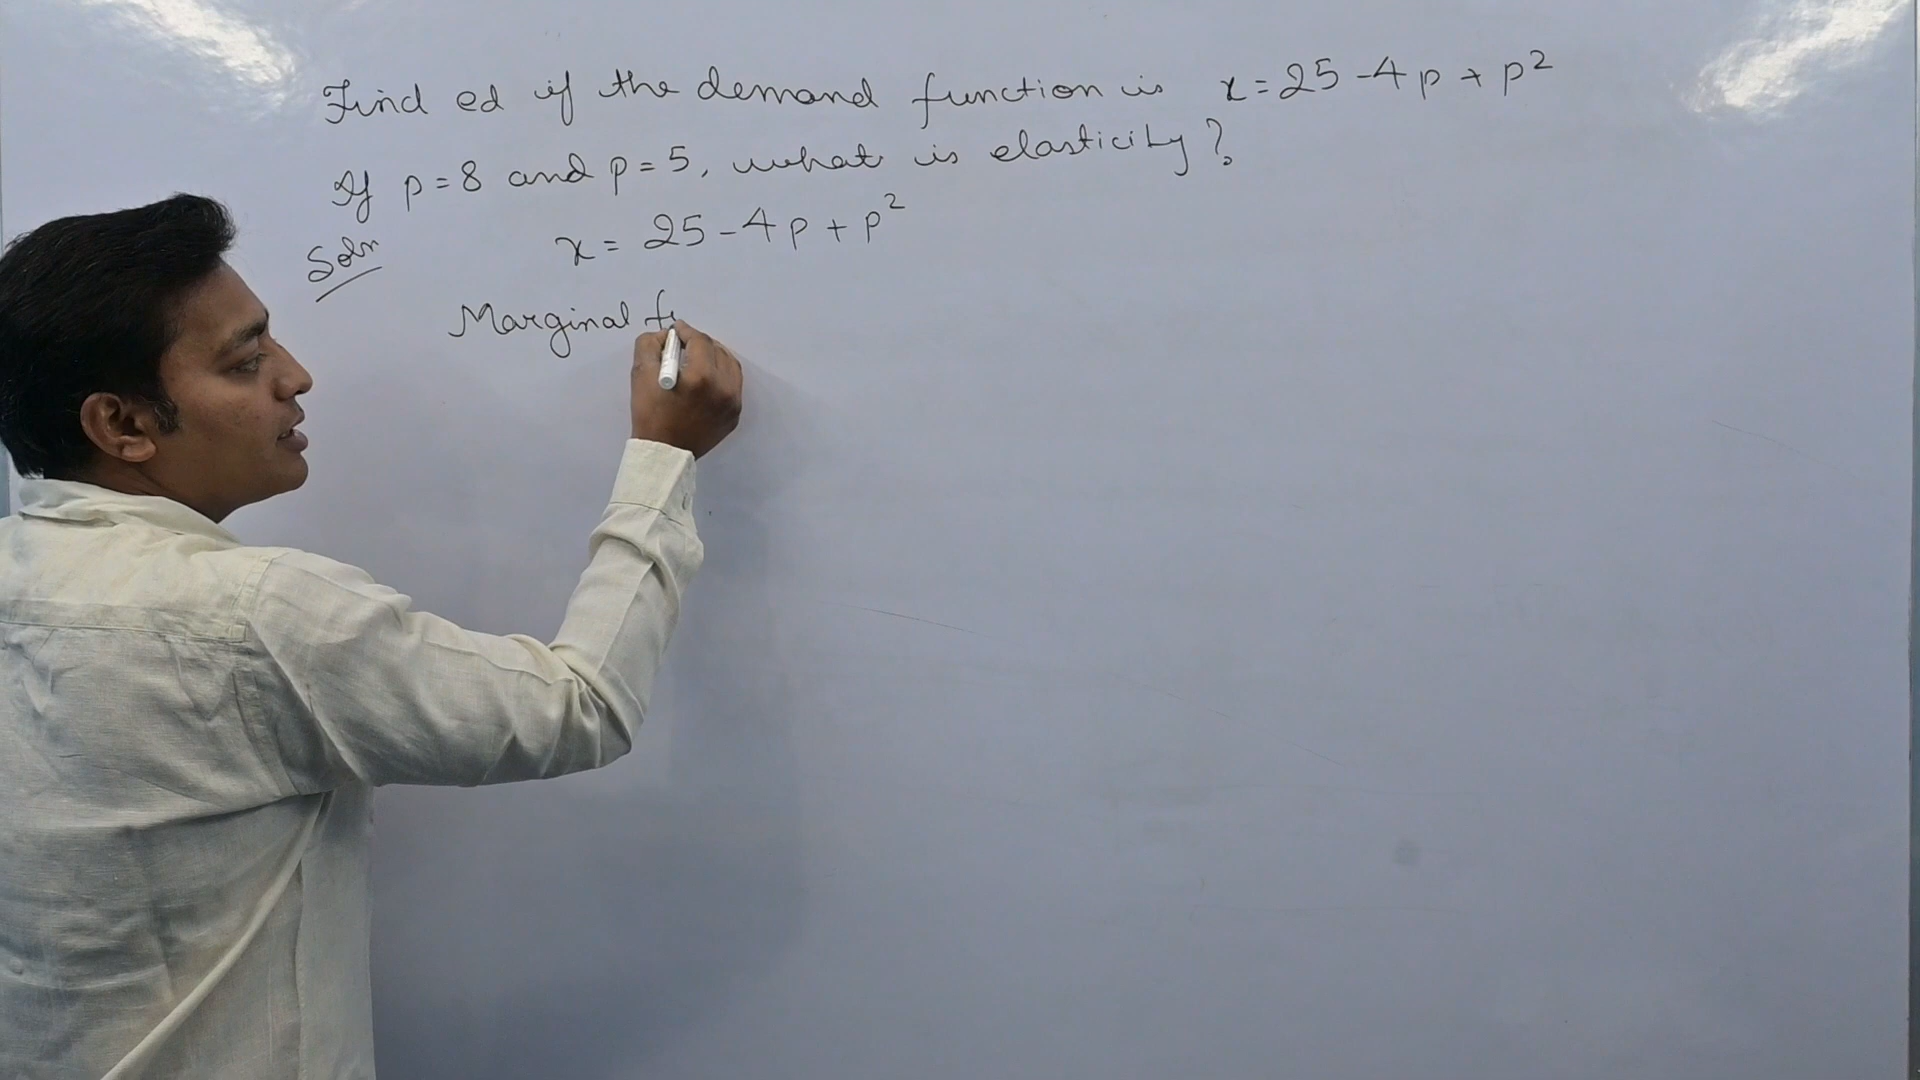 Find ed if the demand function is x = 25 - 4p + p²
If p = 8 and p = 5, what is elasticity?
Soln x = 25 - 4p + p²
Marginal